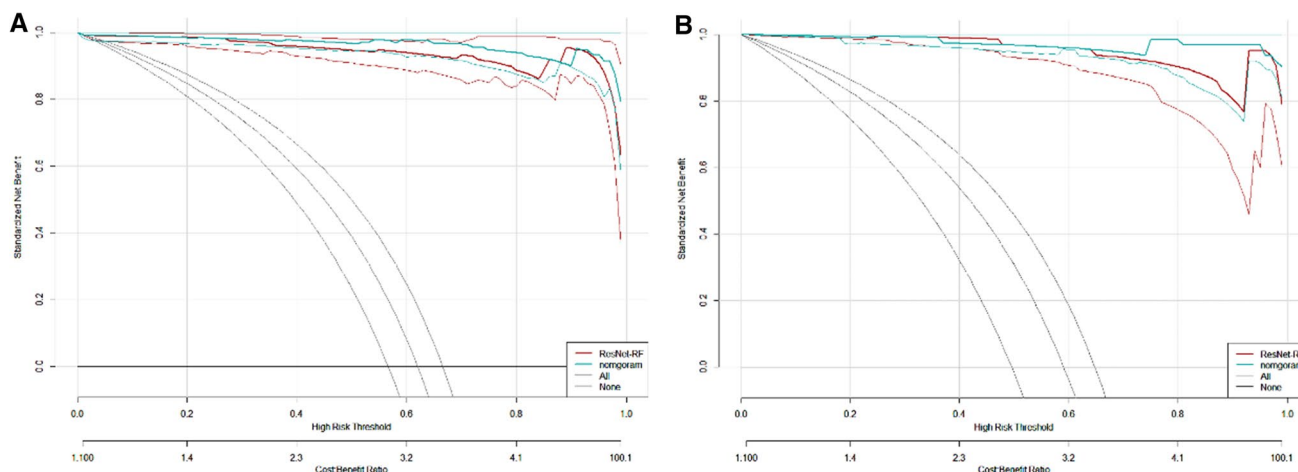 A
1.0
0.8
0.6
0.4
0.2
0.0
Standardized Net Benefit
0.0 0.2 0.4 0.6 0.8 1.0
High Risk Threshold
1.100 1.4 2.3 3.2 4.1 100.1
Cost:Benefit Ratio
ResNet-RF
nomgoram
All
None
B
1.0
0.8
0.6
0.4
0.2
0.0
Standardized Net Benefit
0.0 0.2 0.4 0.6 0.8 1.0
High Risk Threshold
1.100 1.4 2.3 3.2 4.1 100.1
Cost:Benefit Ratio
ResNet-R
nomgoram
All
None